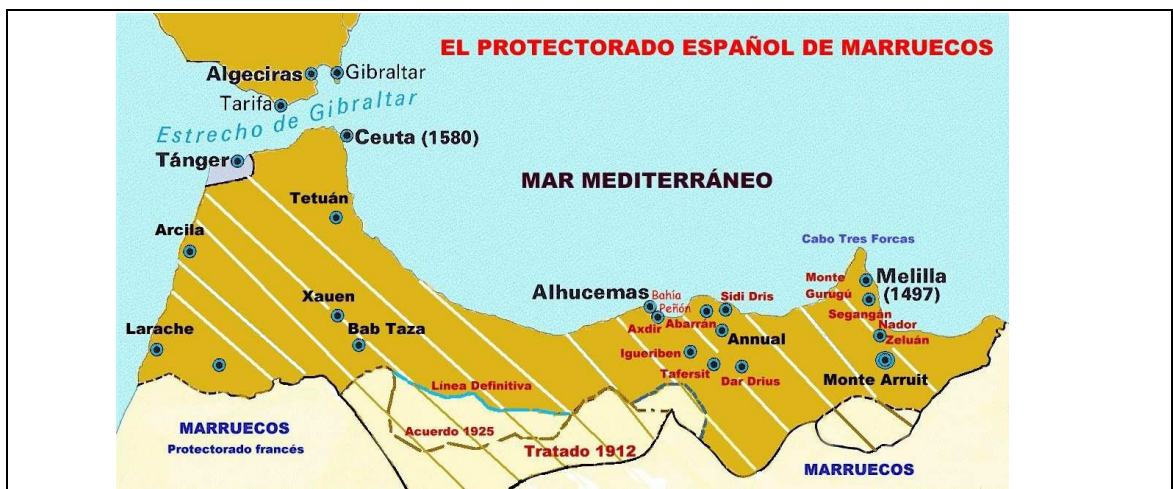 EL PROTECTORADO ESPAÑOL DE MARRUECOS
Algeciras
Gibraltar
Tarifa
Estrecho de Gibraltar
Ceuta (1580)
Tánger
MAR MEDITERRÁNEO
Tetuán
Arcila
Cabo Tres Forcas
Xauen
Alhucemas
Bahía
Peñón
Sidi Dris
Monte
Gurugú
Melilla
(1497)
Larache
Bab Taza
Axdir
Abarrán
Annual
Segangán
Nador
Zeluán
Igueriben
Tafersit
Dar Drius
Monte Arruit
Línea Definitiva
MARRUECOS
Protectorado francés
Acuerdo 1925
Tratado 1912
MARRUECOS